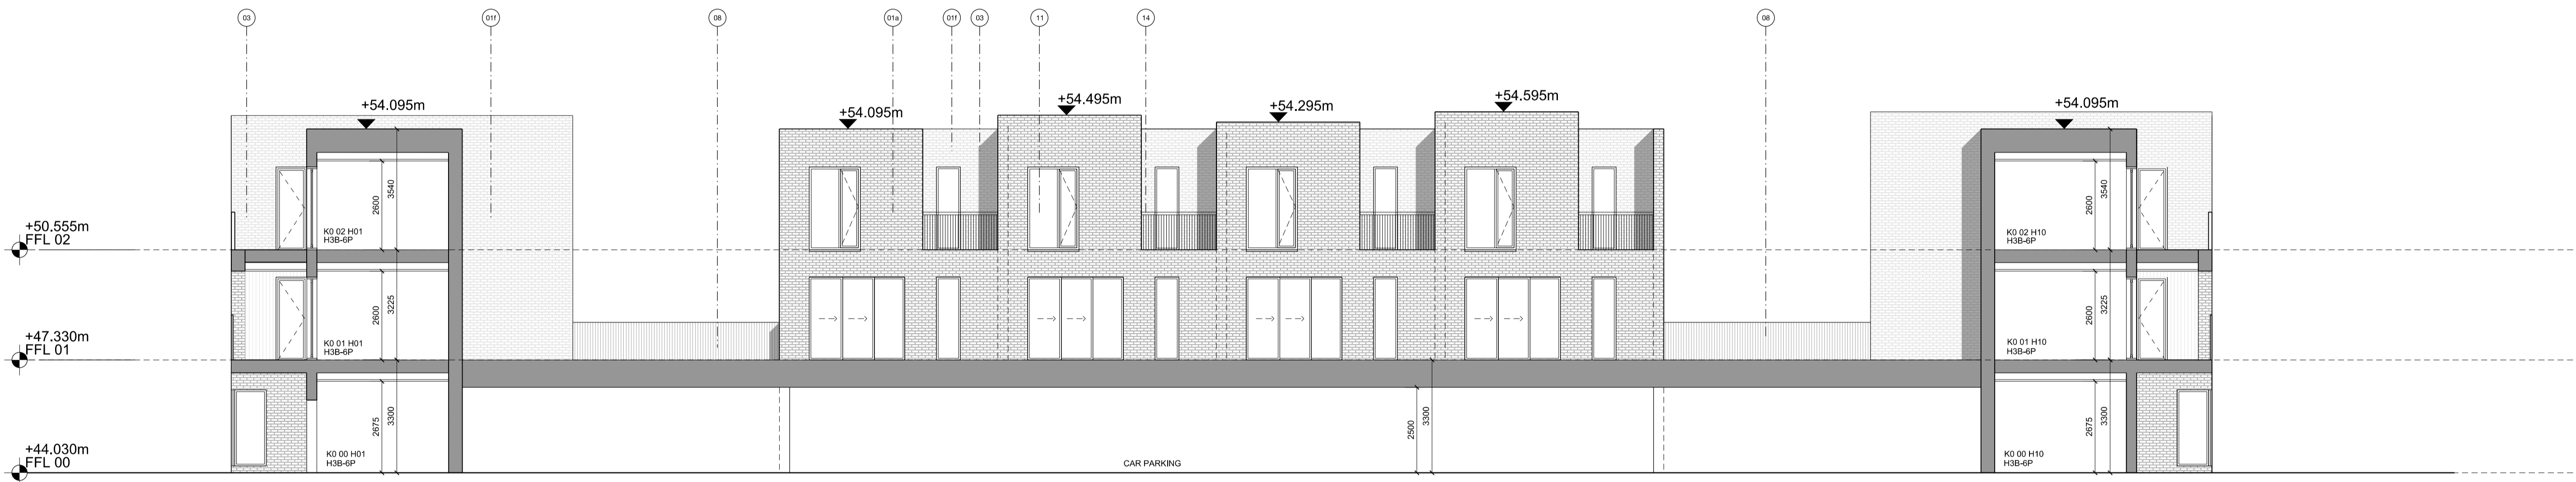 03
01f
08
01a
01f
03
11
14
08
+54.095m
+54.095m
+54.495m
+54.295m
+54.595m
+54.095m
2600
3540
2600
3540
K0 02 H01
H3B-6P
K0 02 H10
H3B-6P
+50.555m
FFL 02
2600
3225
2600
3225
K0 01 H01
H3B-6P
K0 01 H10
H3B-6P
+47.330m
FFL 01
2675
3300
2500
3300
2675
3300
+44.030m
FFL 00
K0 00 H01
H3B-6P
CAR PARKING
K0 00 H10
H3B-6P